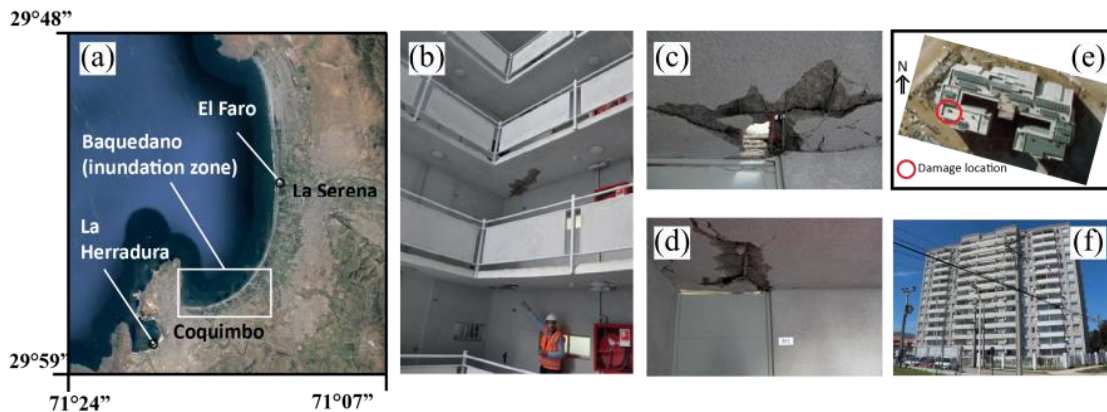 29°48”
(a)
El Faro
Baquedano
(inundation zone)
La Serena
La
Herradura
Coquimbo
29°59”
71°24”
71°07”
(b)
(c)
(d)
N
(e)
Damage location
(f)